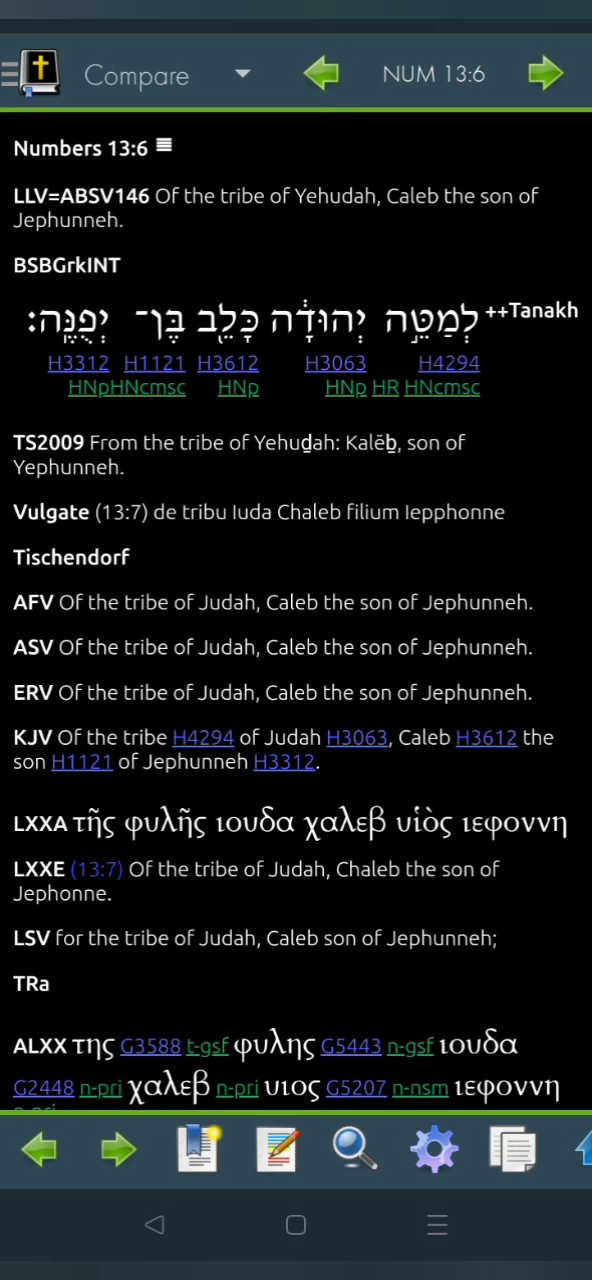 Compare NUM 13:6
Numbers 13:6
LLV=ABSV146 Of the tribe of Yehudah, Caleb the son of
Jephunneh.
BSBGrkINT
לְמַטֵּ֣ה יְהוּדָ֔ה כָּלֵ֖ב בֶּן־ יְפֻנֶּֽה׃ ++Tanakh
H3312 H1121 H3612 H3063 H4294
HNpHNcmsc HNp HNp HR HNcmsc
TS2009 From the tribe of Yehuḏah: Kalĕḇ, son of
Yephunneh.
Vulgate (13:7) de tribu Iuda Chaleb filium Iepphonne
Tischendorf
AFV Of the tribe of Judah, Caleb the son of Jephunneh.
ASV Of the tribe of Judah, Caleb the son of Jephunneh.
ERV Of the tribe of Judah, Caleb the son of Jephunneh.
KJV Of the tribe H4294 of Judah H3063, Caleb H3612 the
son H1121 of Jephunneh H3312.
LXXA τῆς φυλῆς ιουδα χαλεβ υἱὸς ιεφοννη
LXXE (13:7) Of the tribe of Judah, Chaleb the son of
Jephonne.
LSV for the tribe of Judah, Caleb son of Jephunneh;
TRa
ALXX της G3588 t-gsf φυλης G5443 n-gsf ιουδα
G2448 n-pri χαλεβ n-pri υιος G5207 n-nsm ιεφοννη